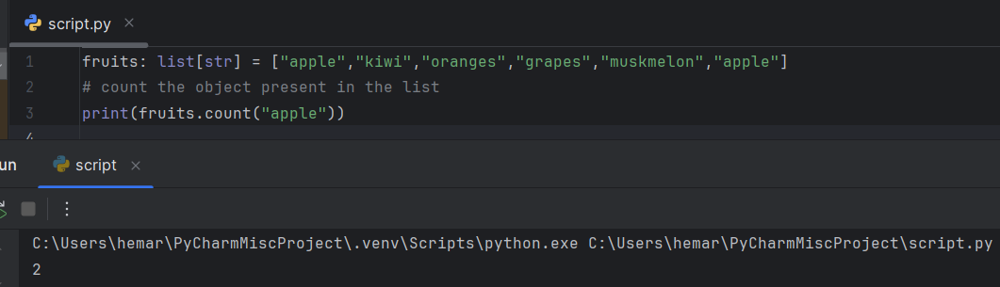 script.py
1 fruits: list[str] = ["apple","kiwi","oranges","grapes","muskmelon","apple"]
2 # count the object present in the list
3 print(fruits.count("apple"))
4
un script
C:\Users\hemar\PyCharmMiscProject\.venv\Scripts\python.exe C:\Users\hemar\PyCharmMiscProject\script.py
2